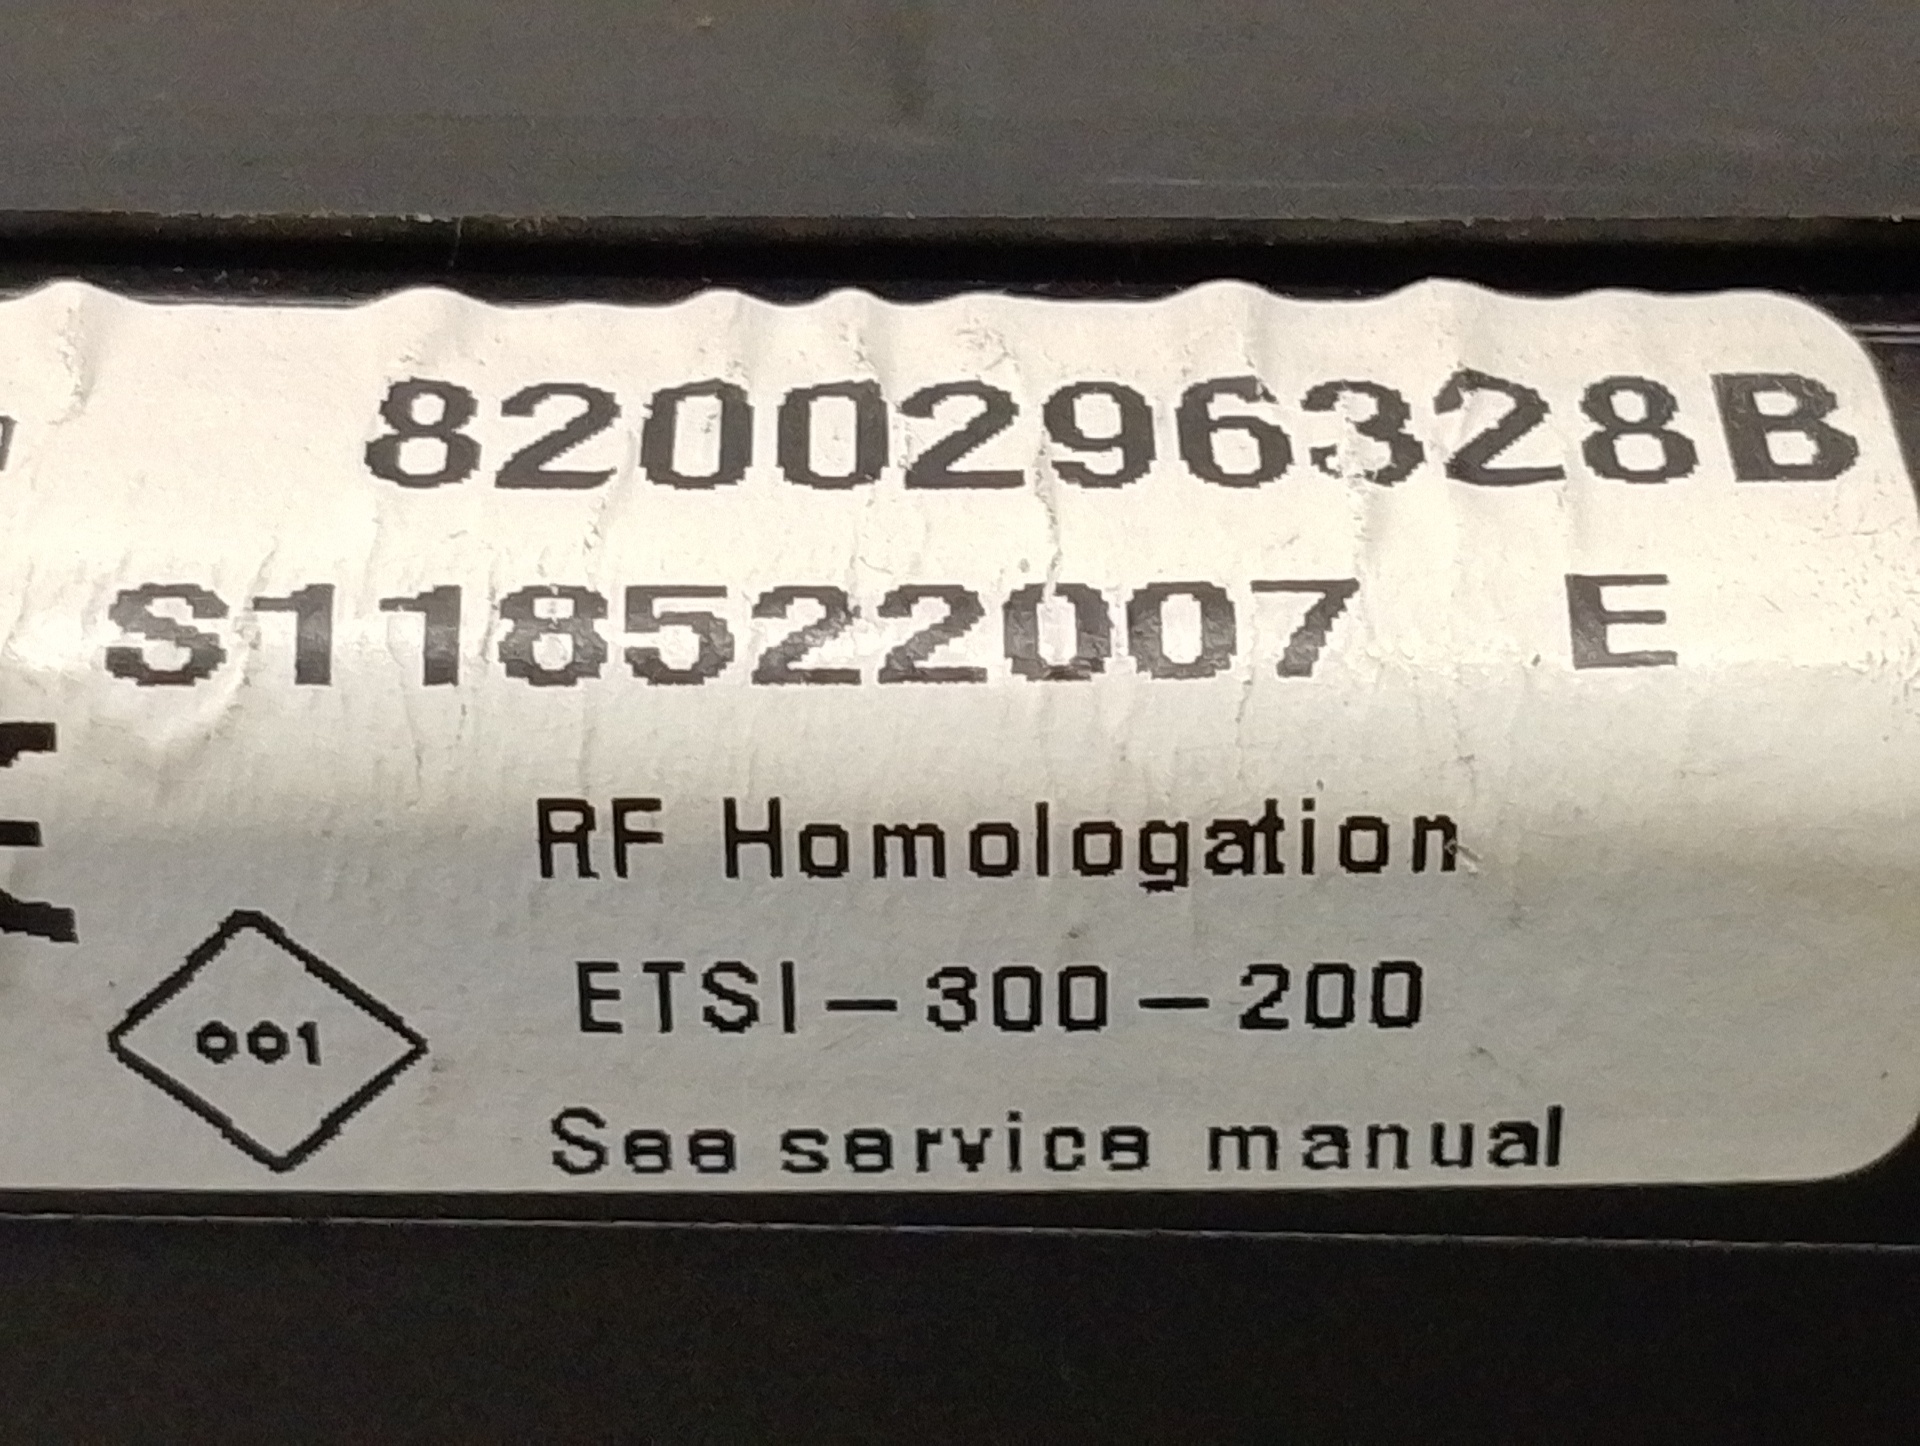 8200296328B
S118522007 E
RF Homologation
ETSI-300-200
001
See service manual